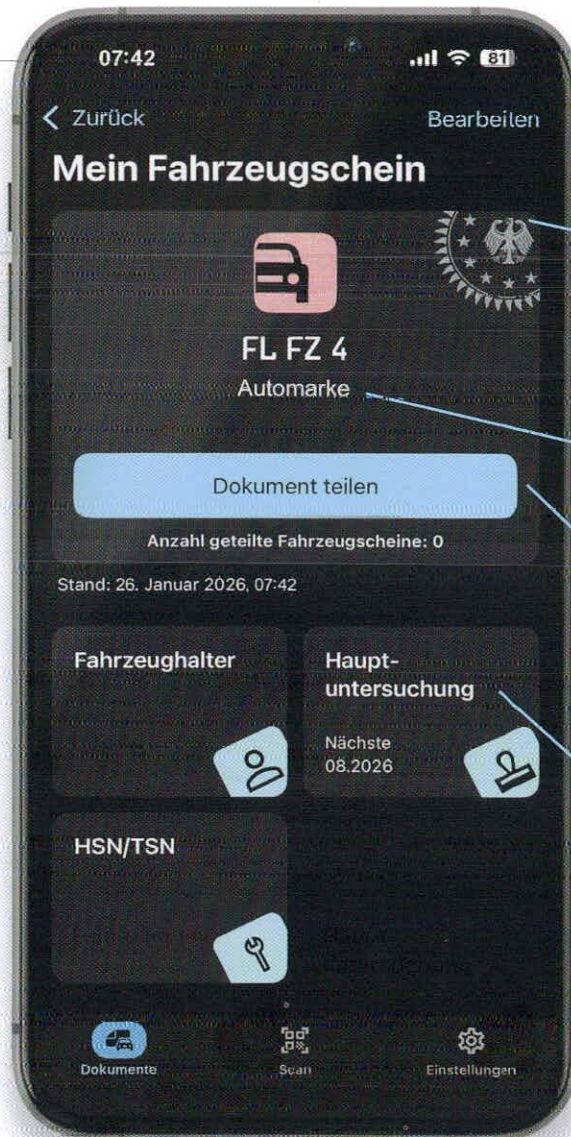 07:42
81
Zurück
Bearbeiten
Mein Fahrzeugschein
FL FZ 4
Automarke
Dokument teilen
Anzahl geteilte Fahrzeugscheine: 0
Stand: 26. Januar 2026, 07:42
Fahrzeughalter
Haupt-
untersuchung
Nächste
08.2026
HSN/TSN
Dokumente
Scan
Einstellungen